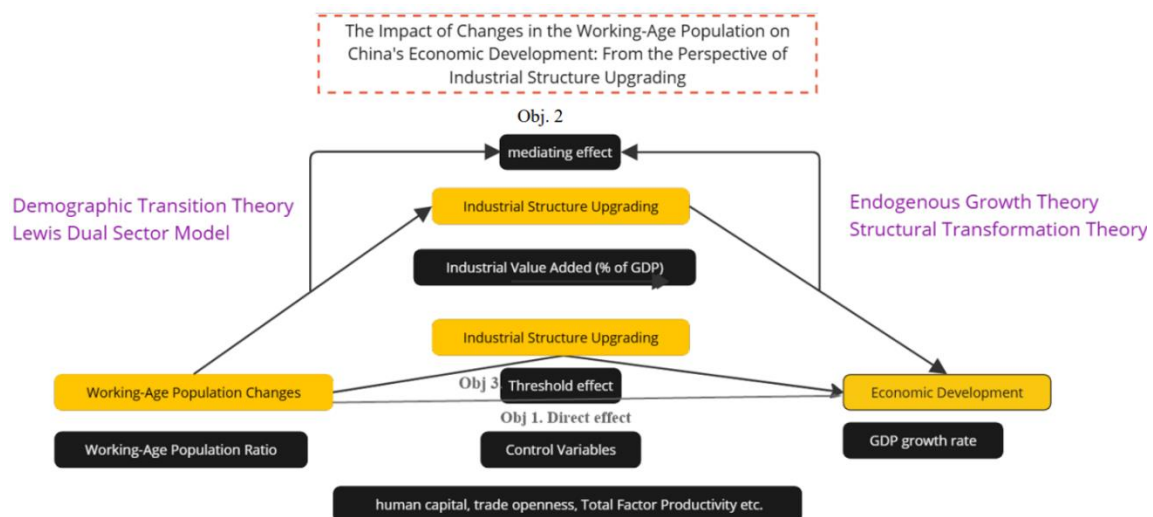 The Impact of Changes in the Working-Age Population on
China's Economic Development: From the Perspective of
Industrial Structure Upgrading
Obj. 2
mediating effect
Demographic Transition Theory
Lewis Dual Sector Model
Industrial Structure Upgrading
Endogenous Growth Theory
Structural Transformation Theory
Industrial Value Added (% of GDP)
Industrial Structure Upgrading
Working-Age Population Changes
Obj 3
Threshold effect
Economic Development
Obj 1. Direct effect
Working-Age Population Ratio
Control Variables
GDP growth rate
human capital, trade openness, Total Factor Productivity etc.